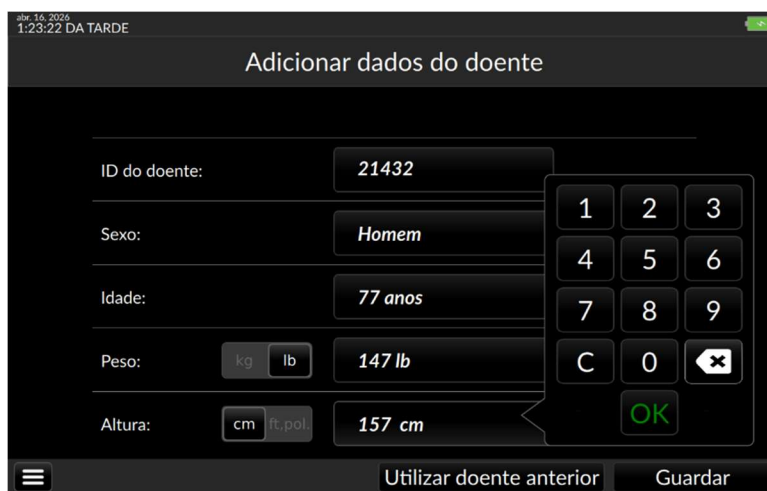 abr. 16, 2026
1:23:22 DA TARDE
Adicionar dados do doente
ID do doente: 21432
Sexo: Homem
Idade: 77 anos
Peso: kg lb 147 lb
Altura: cm ft.pol. 157 cm
1 2 3
4 5 6
7 8 9
C 0
OK
Utilizar doente anterior Guardar